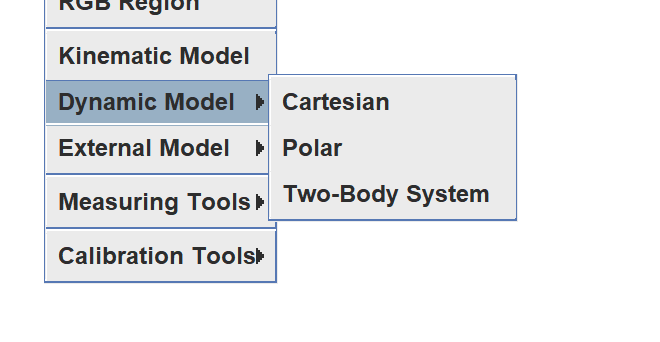 RGB Region
Kinematic Model
Dynamic Model
External Model
Measuring Tools
Calibration Tools
Cartesian
Polar
Two-Body System